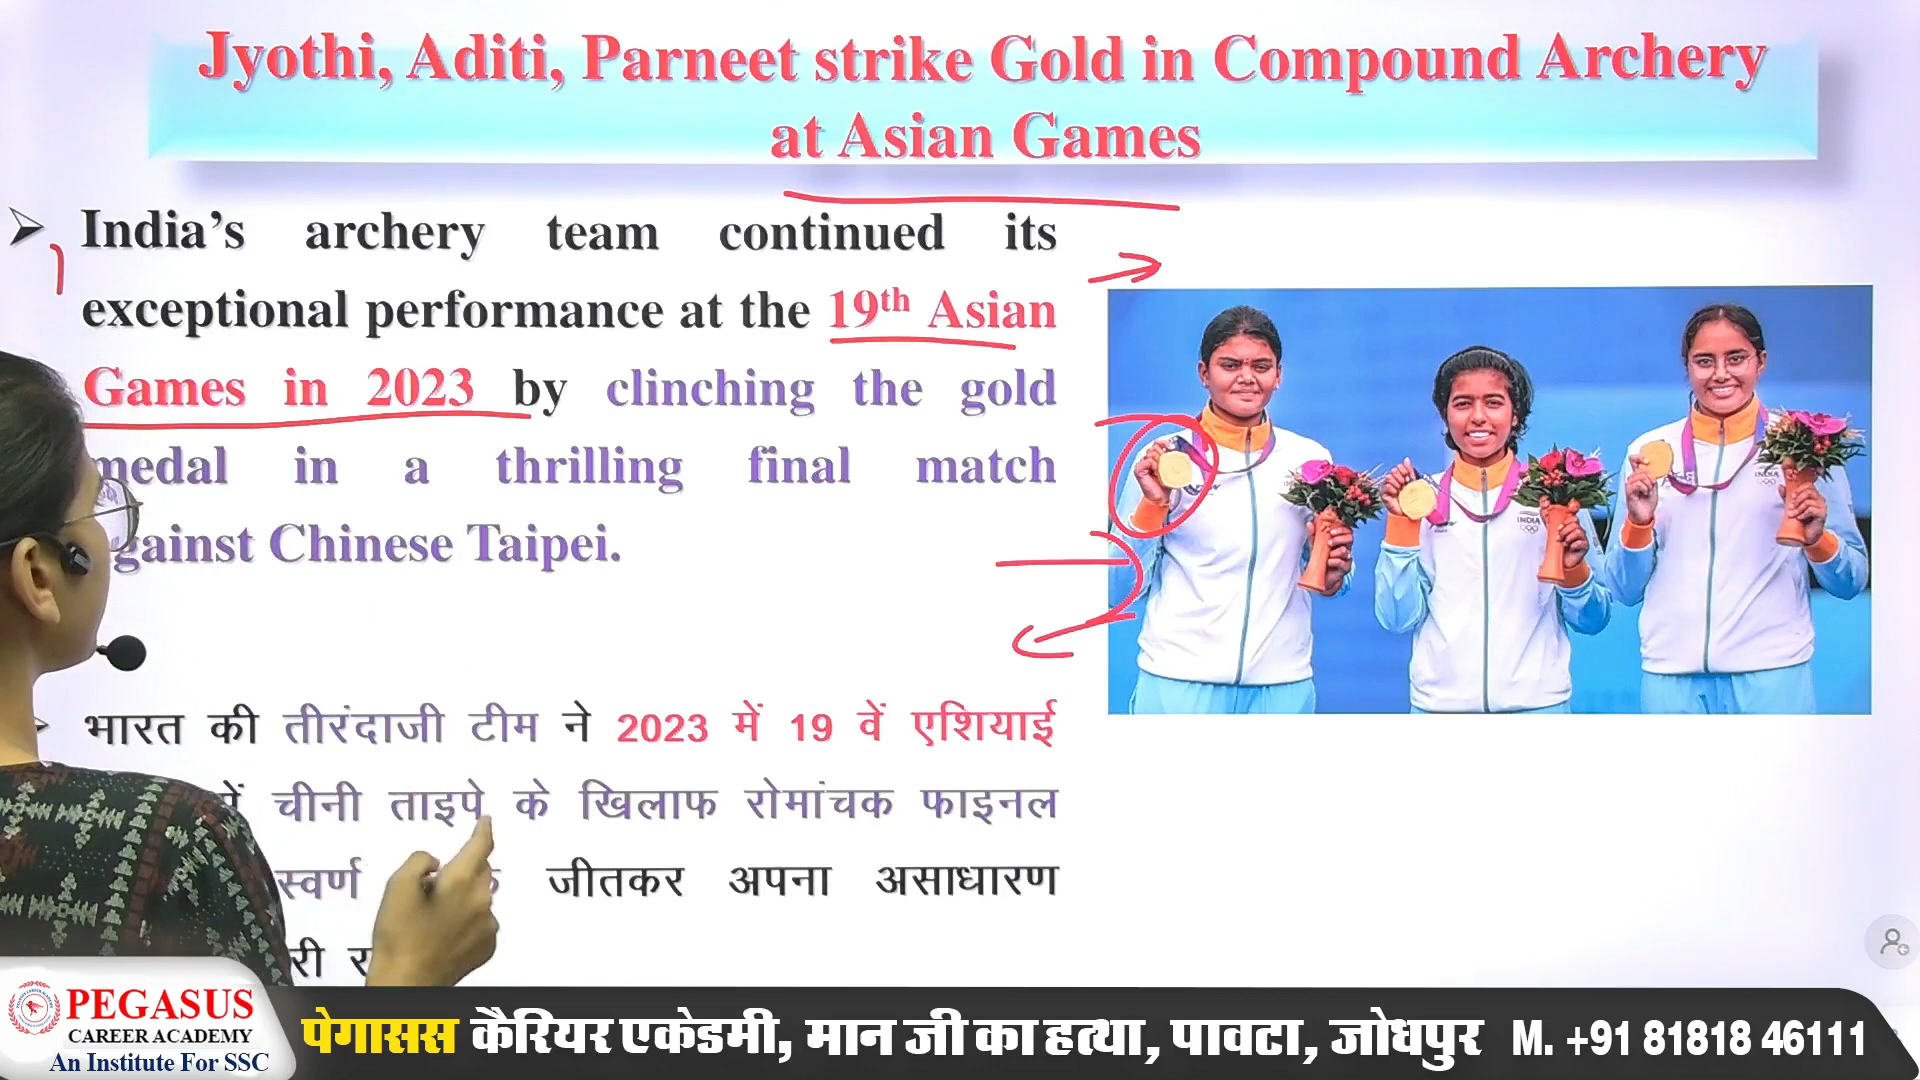 Jyothi, Aditi, Parneet strike Gold in Compound Archery
at Asian Games
India’s archery team continued its
exceptional performance at the 19th Asian
Games in 2023 by clinching the gold
medal in a thrilling final match
against Chinese Taipei.
भारत की तीरंदाजी टीम ने 2023 में 19 वें एशियाई
में चीनी ताइपे के खिलाफ रोमांचक फाइनल
स्वर्ण जीतकर अपना असाधारण
INDIA
INDIA
PEGASUS
CAREER ACADEMY
An Institute For SSC
पेगासस कैरियर एकेडमी, मान जी का हत्था, पावटा, जोधपुर M. +91 81818 46111